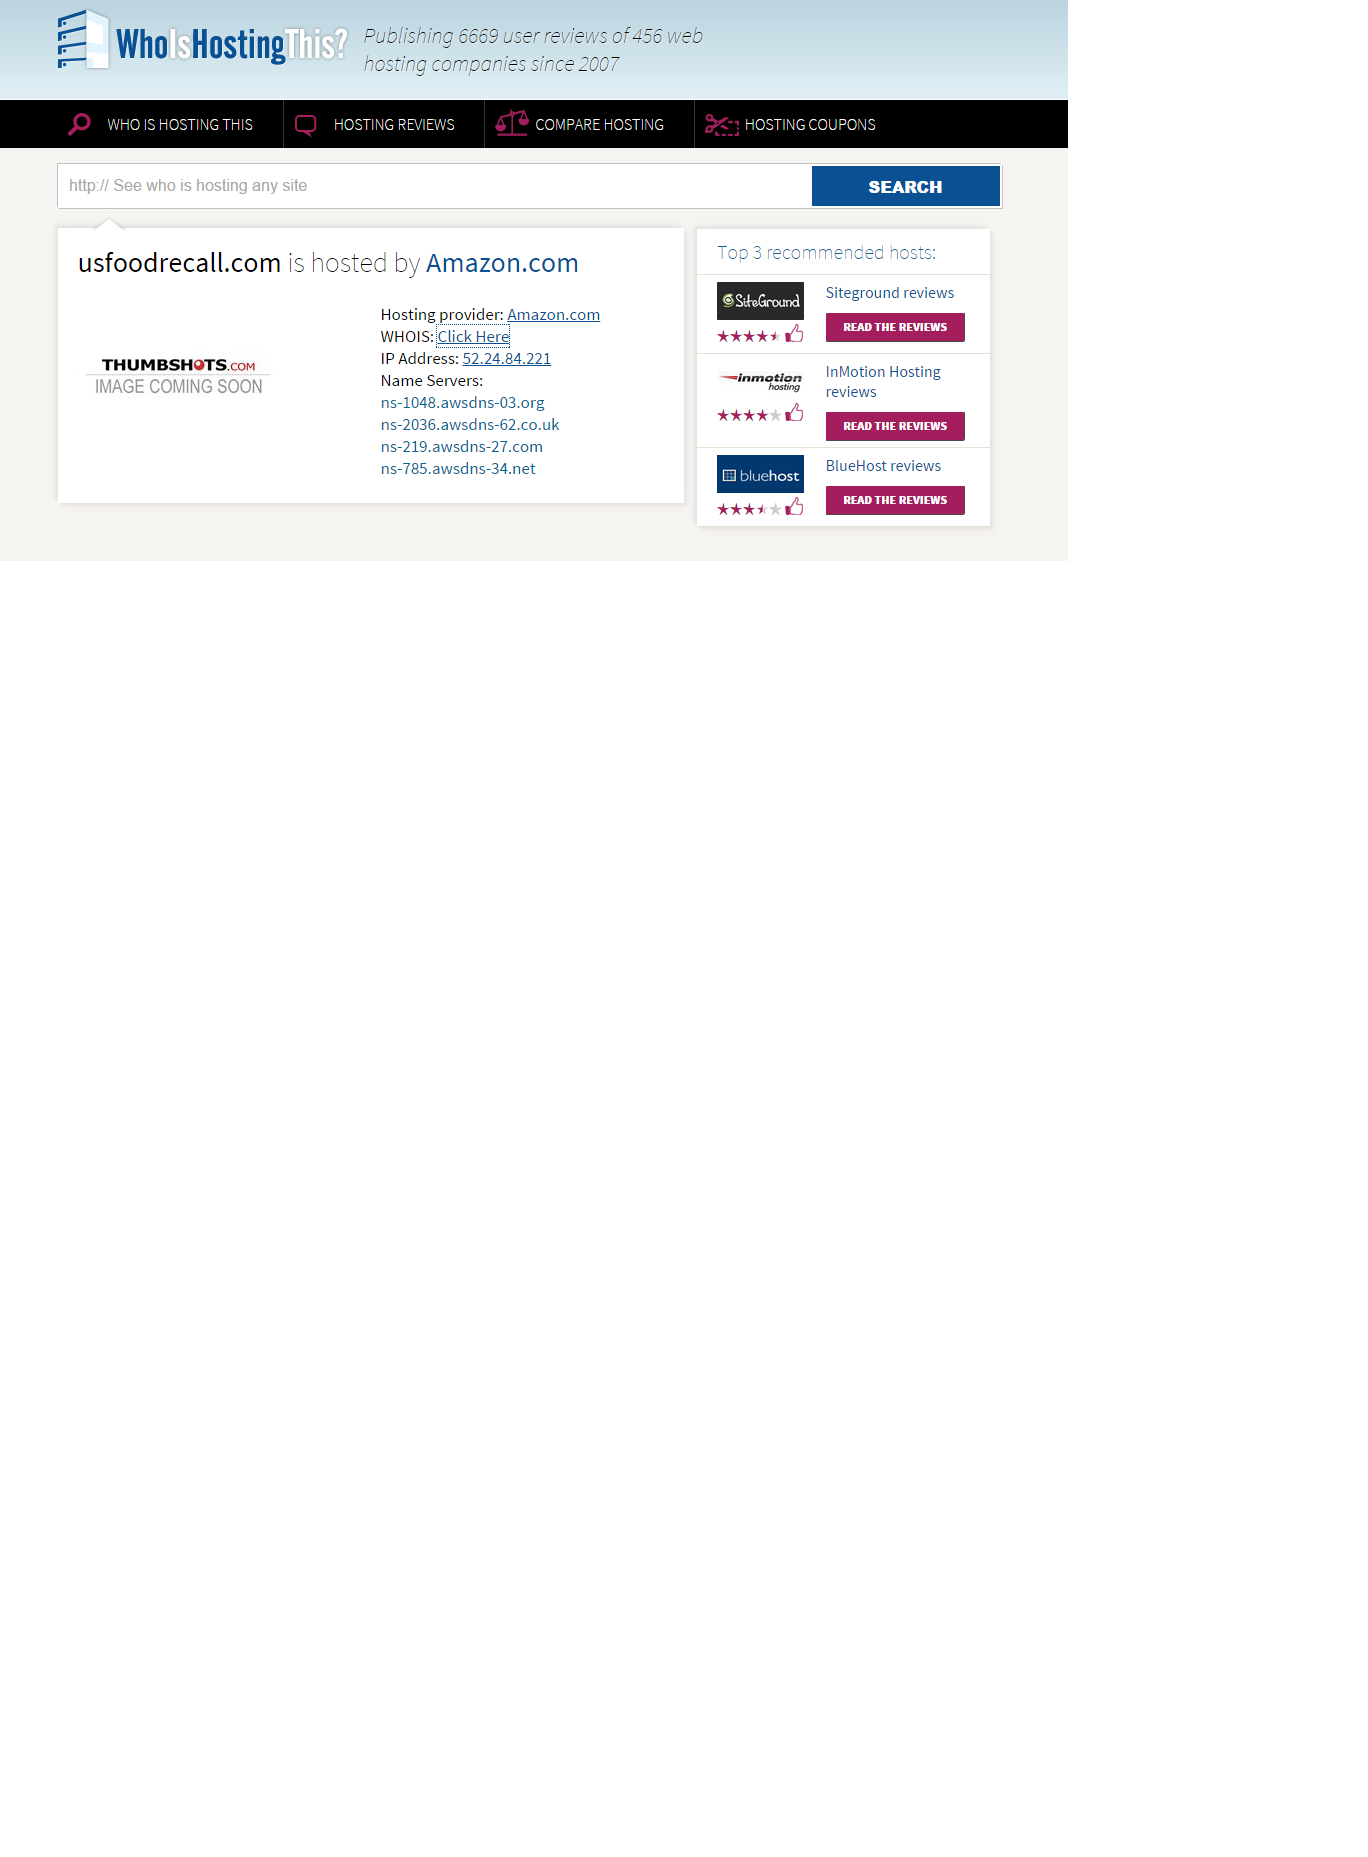 WhoIsHostingThis?
Publishing 6669 user reviews of 456 web
hosting companies since 2007
WHO IS HOSTING THIS
HOSTING REVIEWS
COMPARE HOSTING
HOSTING COUPONS
http:// See who is hosting any site
SEARCH
usfoodrecall.com is hosted by Amazon.com
THUMBSHOTS.COM
IMAGE COMING SOON
Hosting provider: Amazon.com
WHOIS: Click Here
IP Address: 52.24.84.221
Name Servers:
ns-1048.awsdns-03.org
ns-2036.awsdns-62.co.uk
ns-219.awsdns-27.com
ns-785.awsdns-34.net
Top 3 recommended hosts:
SiteGround
Siteground reviews
READ THE REVIEWS
inmotion
hosting
InMotion Hosting
reviews
READ THE REVIEWS
bluehost
BlueHost reviews
READ THE REVIEWS